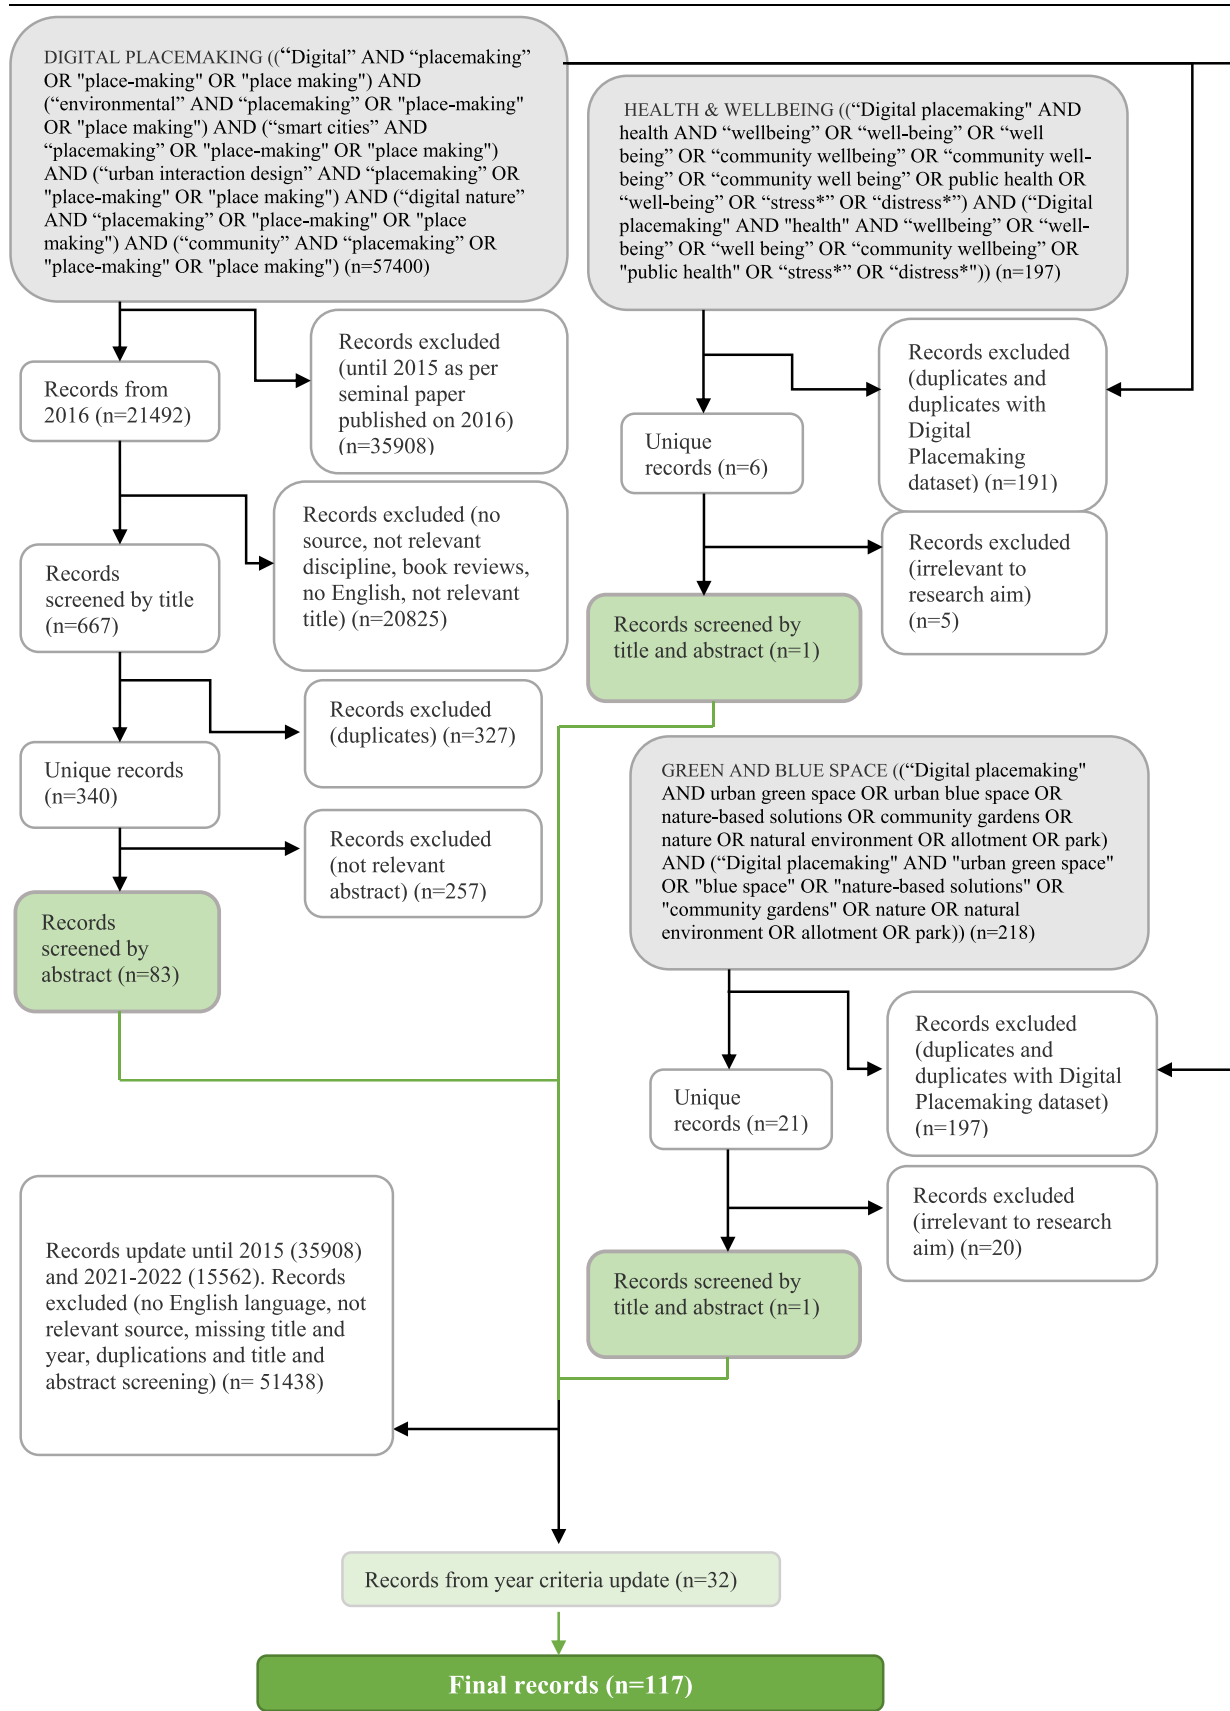 DIGITAL PLACEMAKING ((“Digital” AND “placemaking”
OR "place-making" OR "place making") AND
(“environmental” AND “placemaking” OR "place-making"
OR "place making") AND (“smart cities” AND
“placemaking” OR "place-making" OR "place making")
AND (“urban interaction design” AND “placemaking” OR
"place-making" OR "place making") AND (“digital nature”
AND “placemaking” OR "place-making" OR "place
making") AND (“community” AND “placemaking” OR
"place-making" OR "place making") (n=57400)
Records from
2016 (n=21492)
Records excluded
(until 2015 as per
seminal paper
published on 2016)
(n=35908)
Records
screened by title
(n=667)
Records excluded (no
source, not relevant
discipline, book reviews,
no English, not relevant
title) (n=20825)
Records excluded
(duplicates) (n=327)
Unique records
(n=340)
Records excluded
(not relevant
abstract) (n=257)
Records
screened by
abstract (n=83)
HEALTH & WELLBEING ((“Digital placemaking" AND
health AND “wellbeing” OR “well-being” OR “well
being” OR “community wellbeing” OR “community well-
being” OR “community well being” OR public health OR
“well-being” OR “stress*” OR “distress*”) AND (“Digital
placemaking" AND "health" AND “wellbeing” OR “well-
being” OR “well being” OR “community wellbeing” OR
"public health" OR “stress*” OR “distress*")) (n=197)
Records excluded
(duplicates and
duplicates with
Digital
Placemaking
dataset) (n=191)
Unique
records (n=6)
Records excluded
(irrelevant to
research aim)
(n=5)
Records screened by
title and abstract (n=1)
GREEN AND BLUE SPACE ((“Digital placemaking"
AND urban green space OR urban blue space OR
nature-based solutions OR community gardens OR
nature OR natural environment OR allotment OR park)
AND (“Digital placemaking" AND "urban green space"
OR "blue space" OR "nature-based solutions" OR
"community gardens" OR nature OR natural
environment OR allotment OR park)) (n=218)
Records excluded
(duplicates and
duplicates with Digital
Placemaking dataset)
(n=197)
Unique
records (n=21)
Records excluded
(irrelevant to research
aim) (n=20)
Records screened by
title and abstract (n=1)
Records update until 2015 (35908)
and 2021-2022 (15562). Records
excluded (no English language, not
relevant source, missing title and
year, duplications and title and
abstract screening) (n= 51438)
Records from year criteria update (n=32)
Final records (n=117)